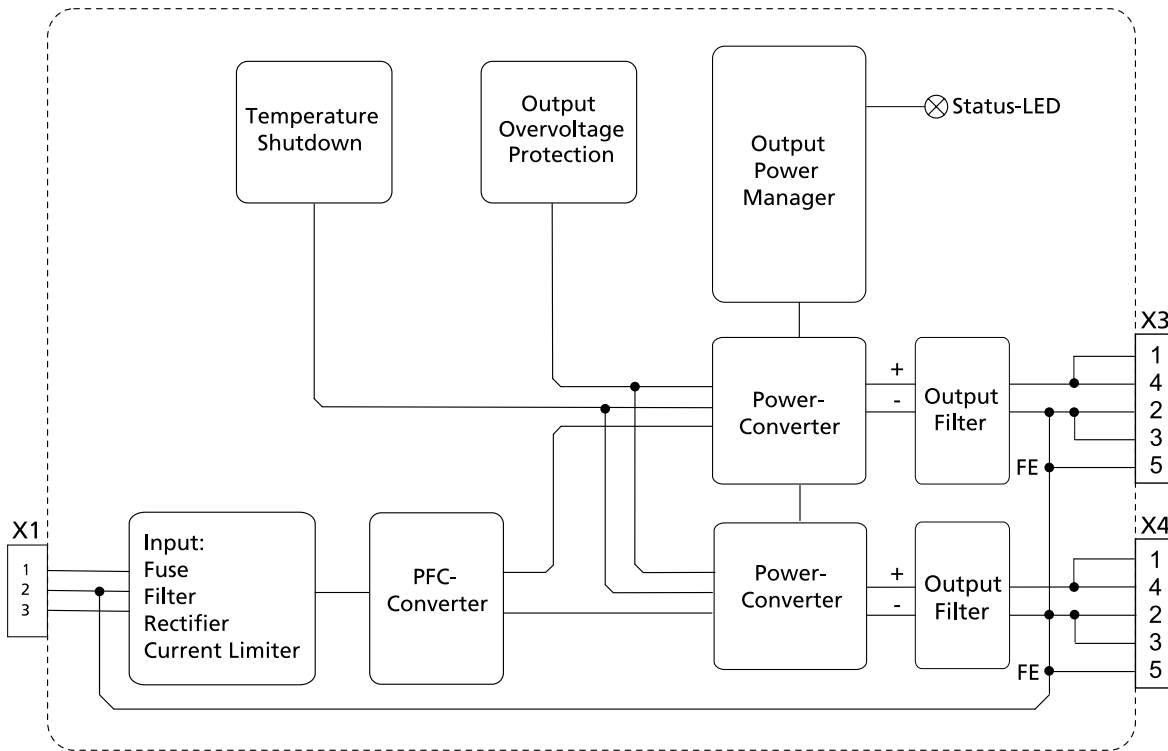 Temperature
Shutdown
Output
Overvoltage
Protection
Output
Power
Manager
Status-LED
X3
1
4
2
3
5
+
-
Power-
Converter
Output
Filter
FE
X1
1
2
3
Input:
Fuse
Filter
Rectifier
Current Limiter
PFC-
Converter
Power-
Converter
+
-
Output
Filter
FE
X4
1
4
2
3
5